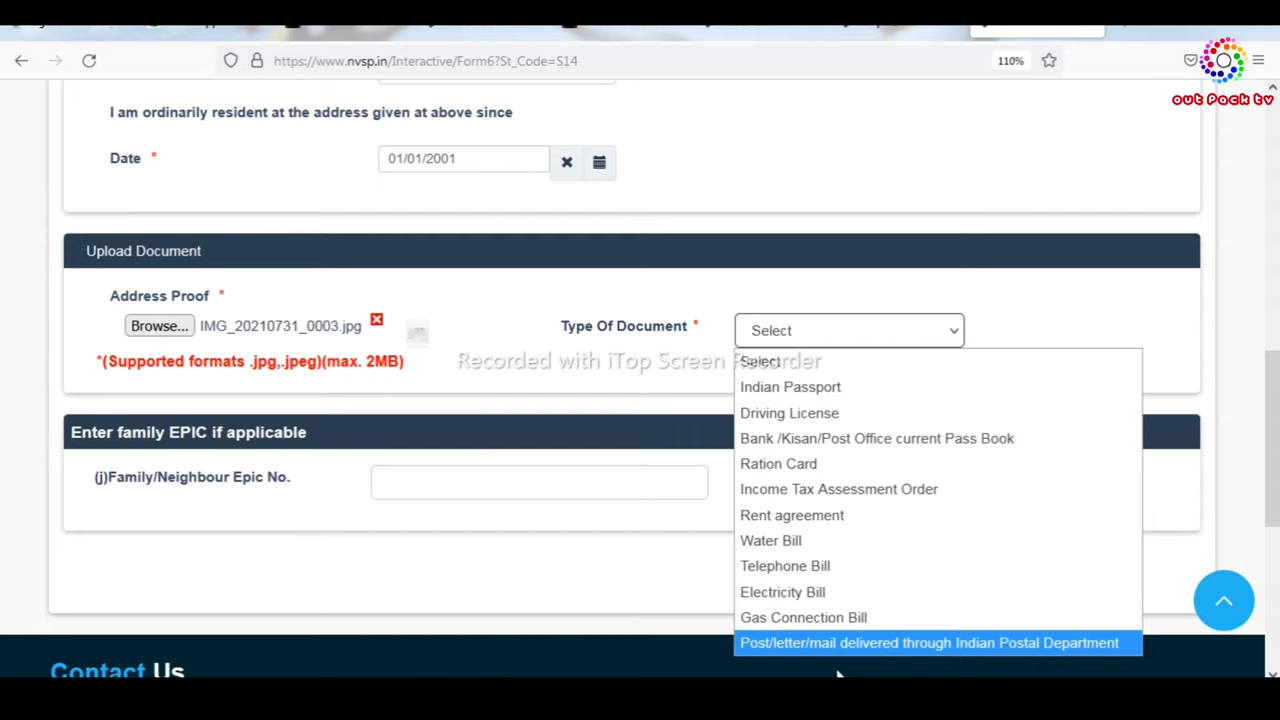 https://www.nvsp.in/Interactive/Form6?St_Code=S14
110%
out Pack tv
I am ordinarily resident at the address given at above since
Date *
01/01/2001
Upload Document
Address Proof *
Browse... IMG_20210731_0003.jpg
Type Of Document *
Select
*(Supported formats .jpg,.jpeg)(max. 2MB)
Recorded with iTop Screen Recorder
Select
Indian Passport
Driving License
Bank /Kisan/Post Office current Pass Book
Ration Card
Income Tax Assessment Order
Rent agreement
Water Bill
Telephone Bill
Electricity Bill
Gas Connection Bill
Post/letter/mail delivered through Indian Postal Department
Enter family EPIC if applicable
(j)Family/Neighbour Epic No.
Contact Us